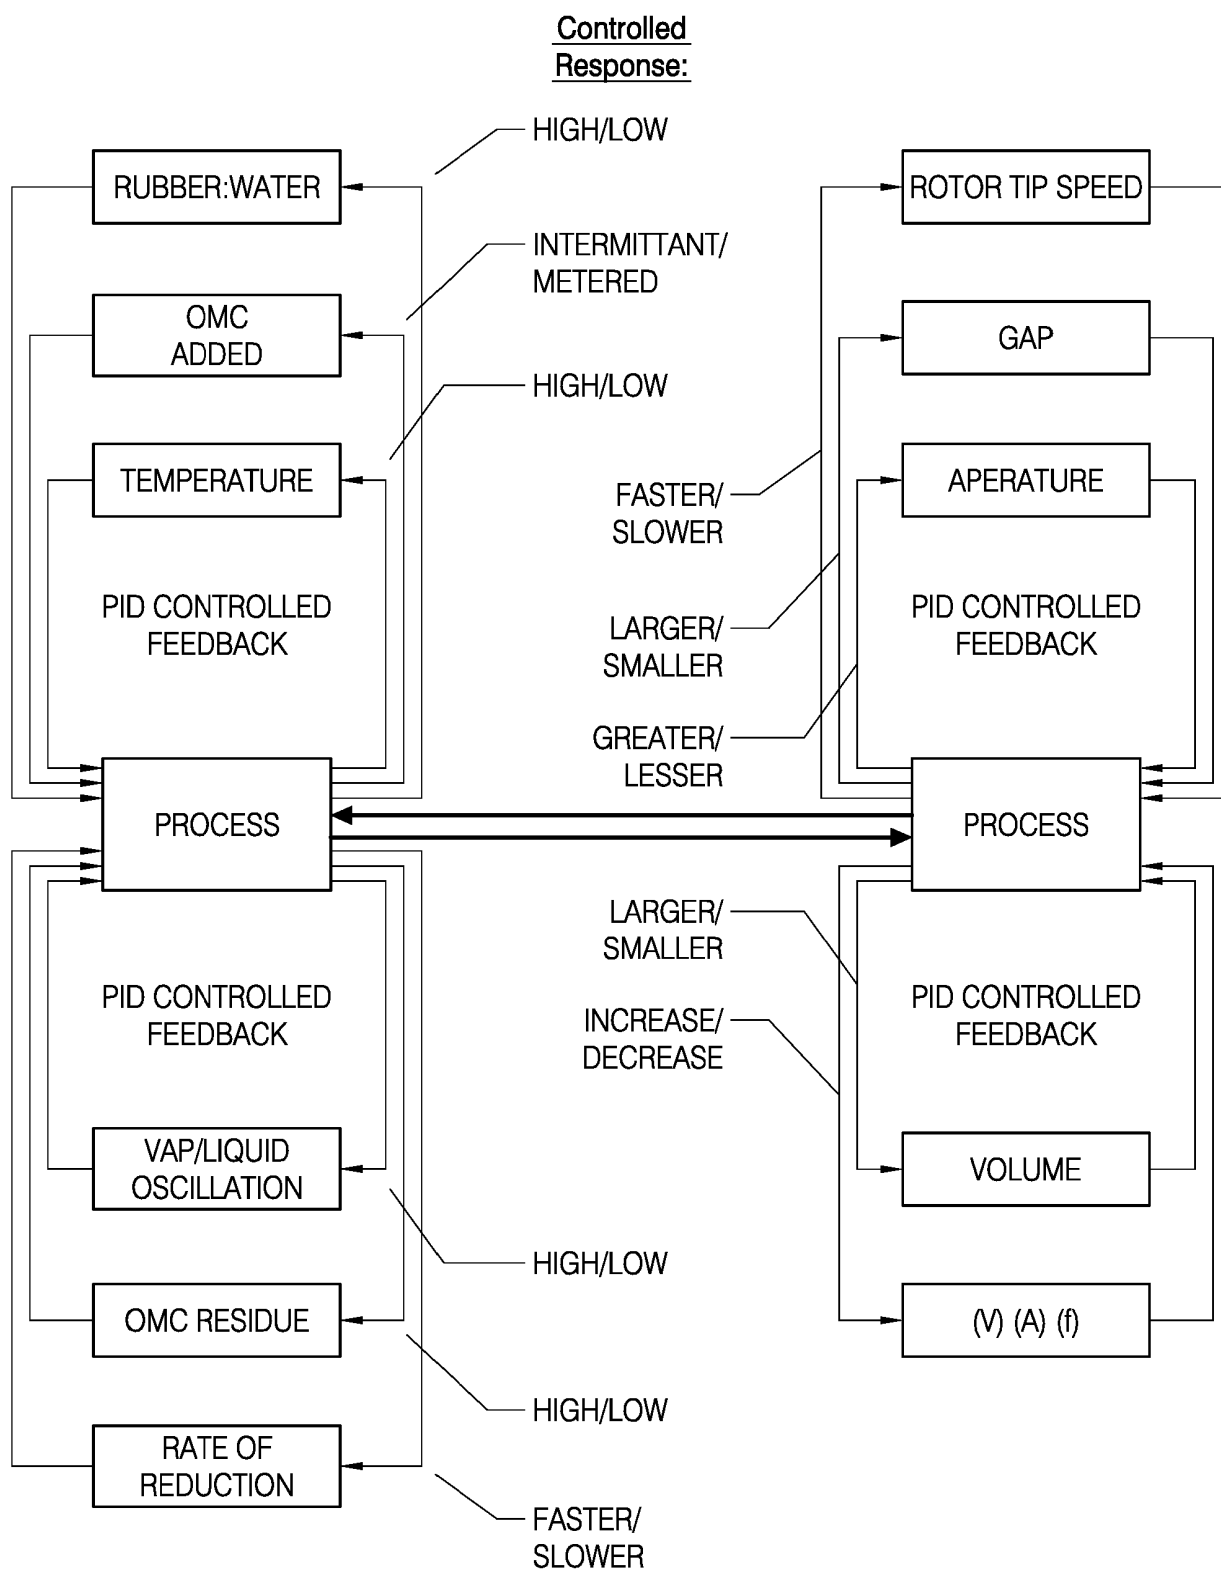 Controlled
Response:
HIGH/LOW
RUBBER:WATER
ROTOR TIP SPEED
INTERMITTANT/
METERED
OMC
ADDED
GAP
HIGH/LOW
TEMPERATURE
APERATURE
FASTER/
SLOWER
PID CONTROLLED
FEEDBACK
PID CONTROLLED
FEEDBACK
LARGER/
SMALLER
GREATER/
LESSER
PROCESS
PROCESS
LARGER/
SMALLER
PID CONTROLLED
FEEDBACK
PID CONTROLLED
FEEDBACK
INCREASE/
DECREASE
VAP/LIQUID
OSCILLATION
VOLUME
HIGH/LOW
OMC RESIDUE
(V) (A) (f)
HIGH/LOW
RATE OF
REDUCTION
FASTER/
SLOWER